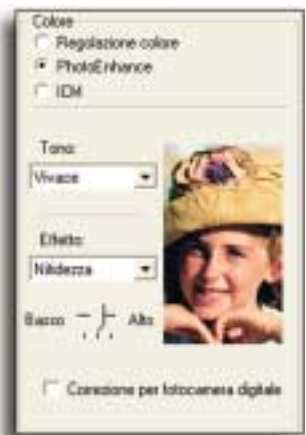 Colore
Regolazione colore
PhotoEnhance
ICM
Tono:
Vivace
Effetto:
Nitidezza
Basso Alto
Correzione per fotocamera digitale